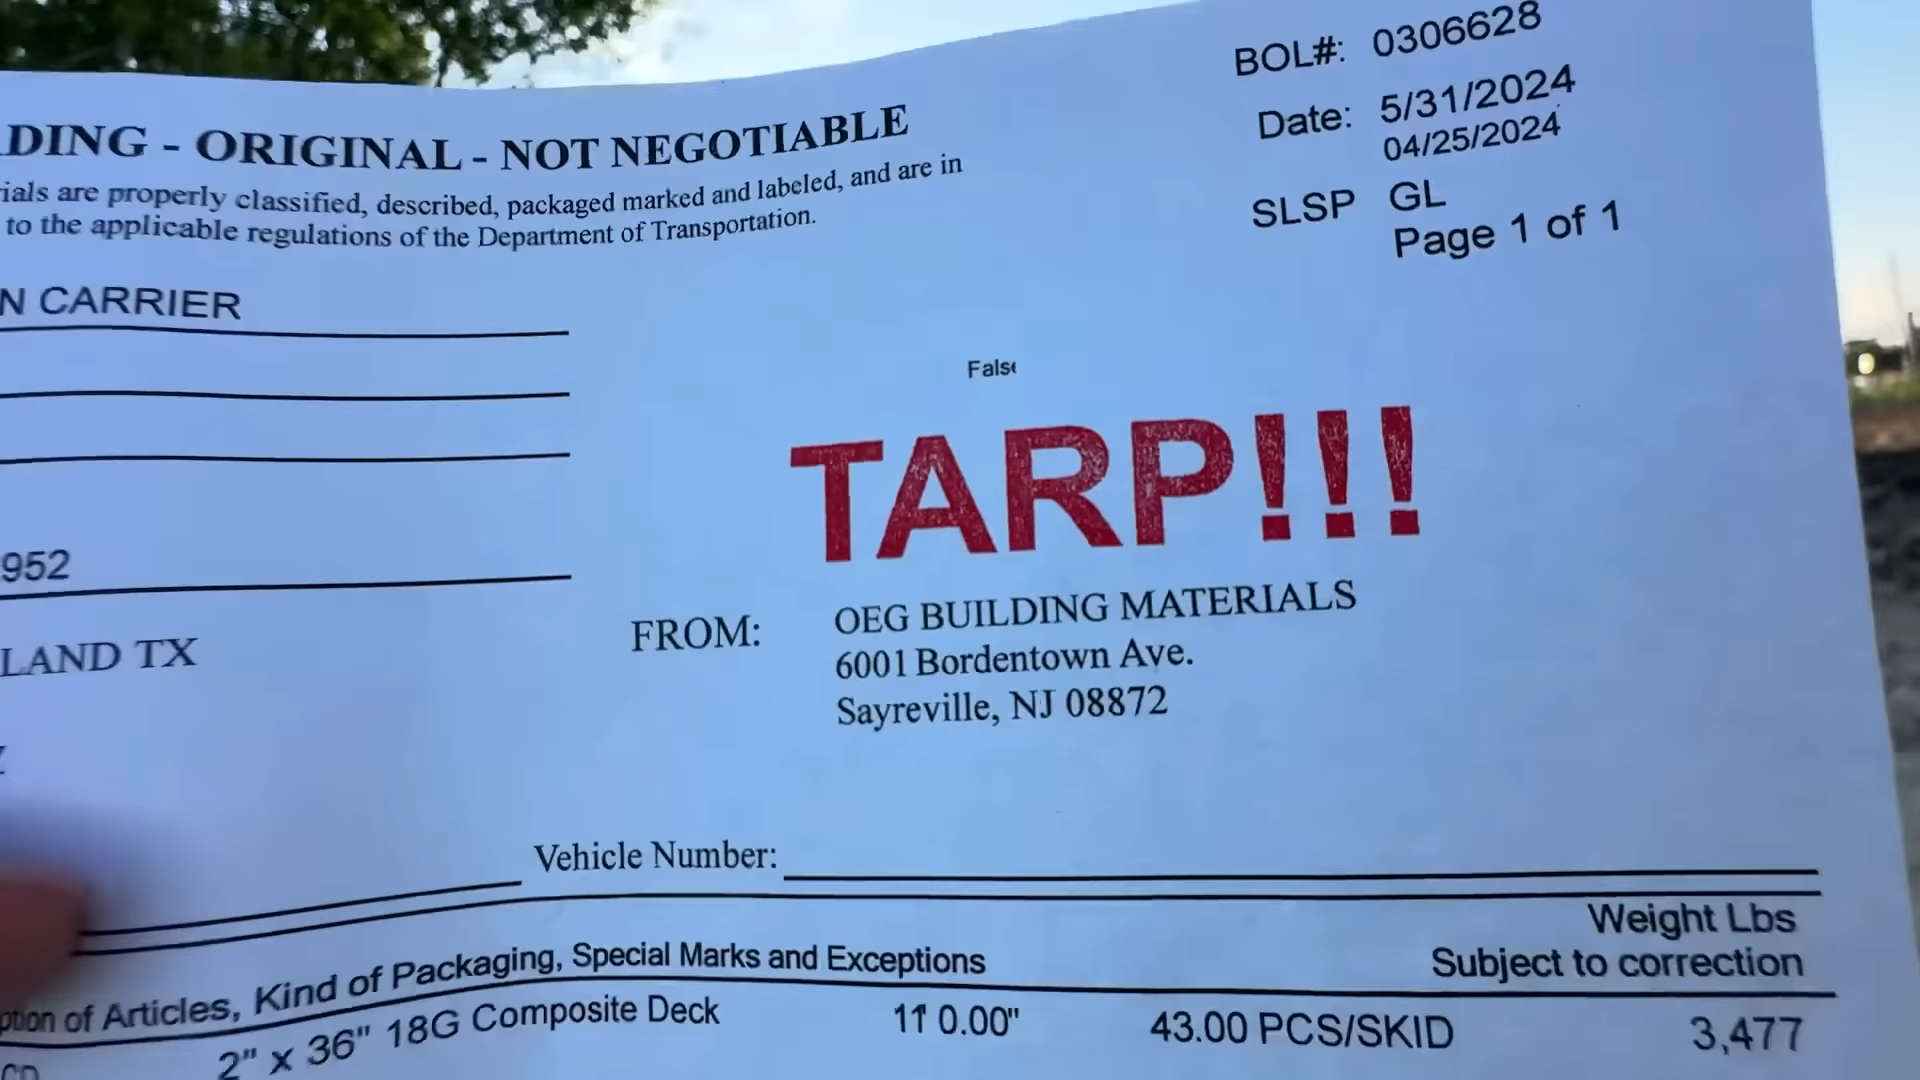 BOL#: 0306628
DING - ORIGINAL - NOT NEGOTIABLE
Date: 5/31/2024
04/25/2024
ials are properly classified, described, packaged marked and labeled, and are in
to the applicable regulations of the Department of Transportation.
SLSP GL
Page 1 of 1
N CARRIER
Fals
TARP!!!
952
FROM: OEG BUILDING MATERIALS
LAND TX
6001 Bordentown Ave.
Sayreville, NJ 08872
Vehicle Number:
Weight Lbs
ption of Articles, Kind of Packaging, Special Marks and Exceptions
Subject to correction
2" x 36" 18G Composite Deck 11' 0.00" 43.00 PCS/SKID 3,477